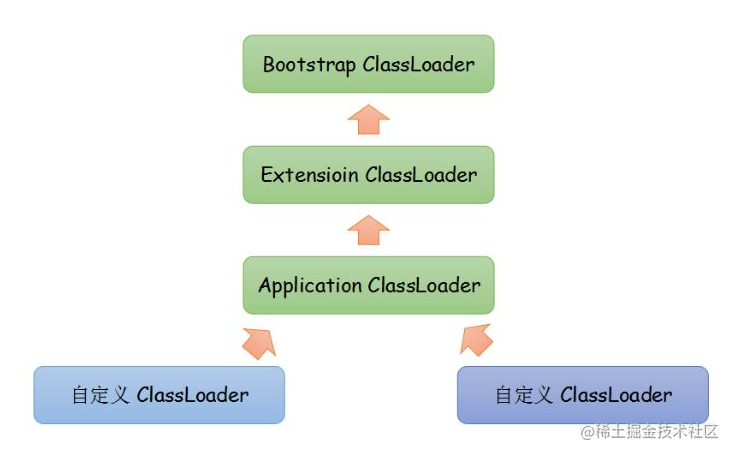 Bootstrap ClassLoader
Extensioin ClassLoader
Application ClassLoader
自定义 ClassLoader
自定义 ClassLoader
@稀土掘金技术社区